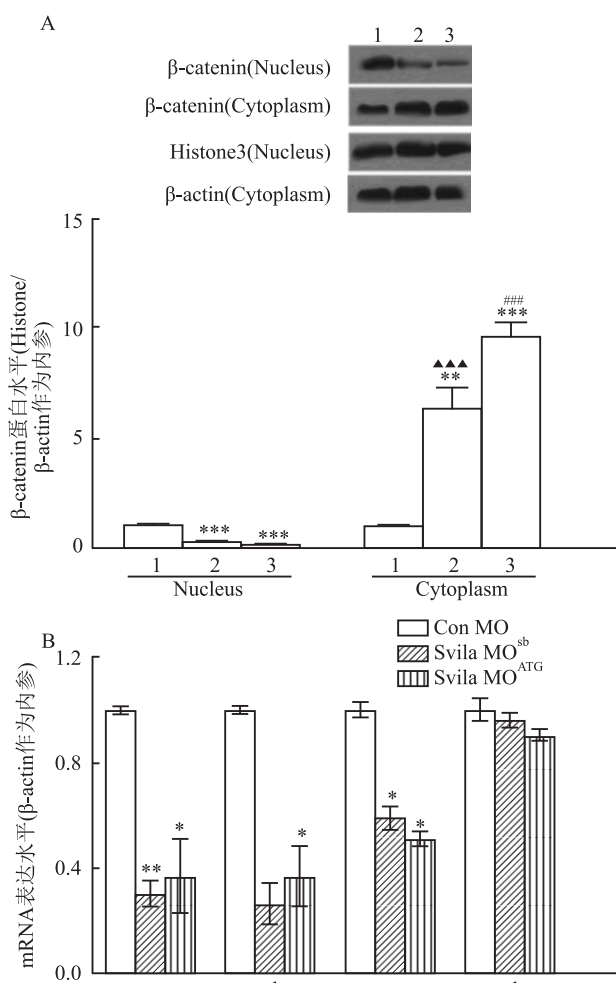 A
1 2 3
β-catenin(Nucleus)
β-catenin(Cytoplasm)
Histone3(Nucleus)
β-actin(Cytoplasm)
β-catenin蛋白水平(Histone/
β-actin作为内参)
15
10
5
0
*** ***
▲▲▲
**
###
***
1 2 3 1 2 3
Nucleus Cytoplasm
B
Con MO
Svila MO^sb
Svila MO^ATG
mRNA表达水平(β-actin作为内参)
1.2
0.8
0.4
0.0
** * * * *